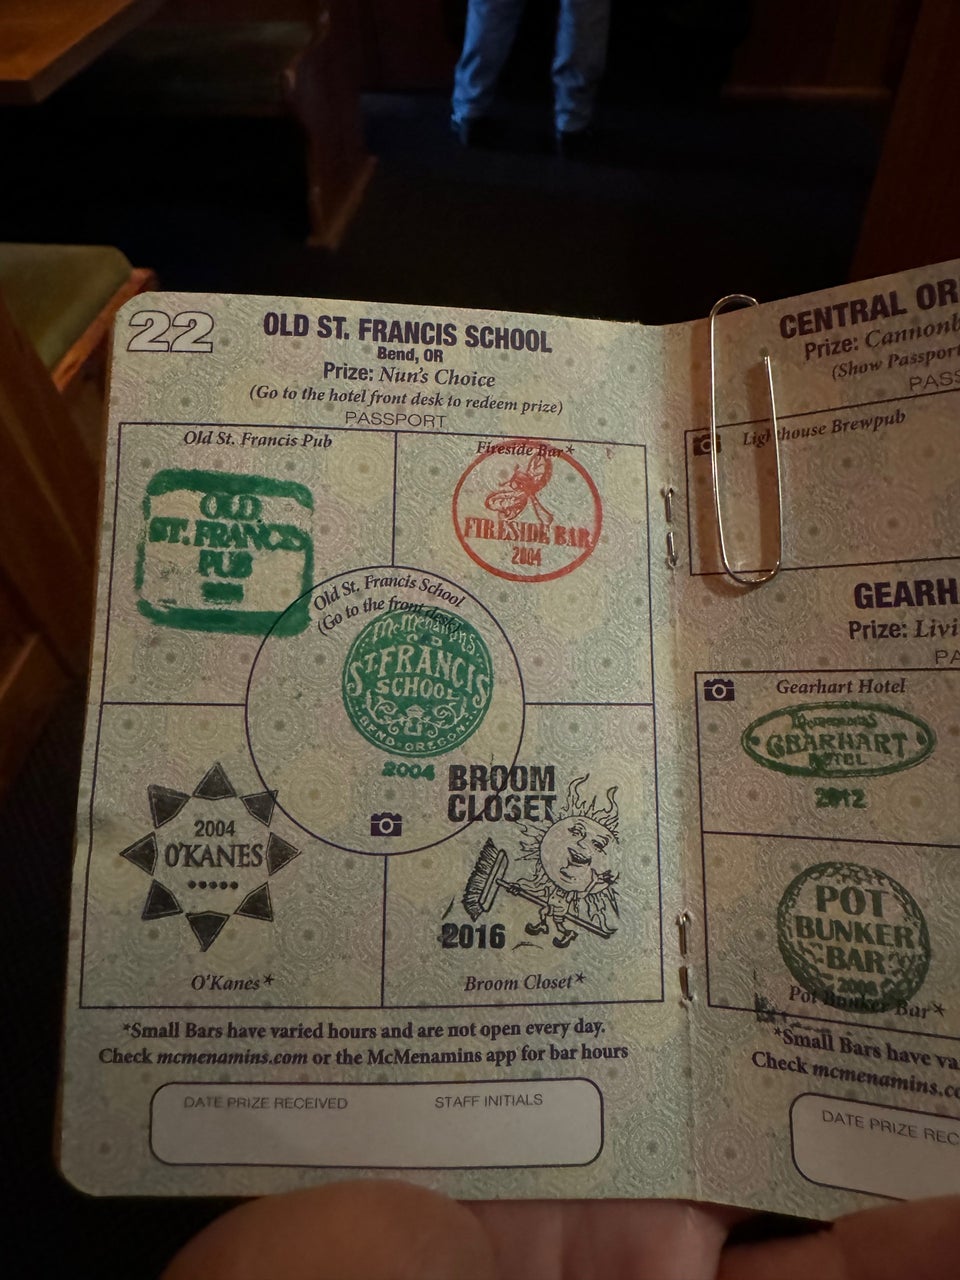 22
OLD ST. FRANCIS SCHOOL
Bend, OR
Prize: Nun's Choice
(Go to the hotel front desk to redeem prize)
PASSPORT
Old St. Francis Pub
OLD
ST. FRANCIS
PUB
Fireside Bar*
FIRESIDE BAR
2004
Old St. Francis School
(Go to the front desk)
McMenamins
OLD
ST. FRANCIS
SCHOOL
BEND, OREGON
2004
2004
O'KANES
O'Kanes*
BROOM
CLOSET
2016
Broom Closet*
*Small Bars have varied hours and are not open every day.
Check mcmenamins.com or the McMenamins app for bar hours
DATE PRIZE RECEIVED
STAFF INITIALS
CENTRAL OR
Prize: Cannonb
(Show Passport
PASS
Lighthouse Brewpub
GEARH
Prize: Livi
PA
Gearhart Hotel
McMenamins
GEARHART
HOTEL
2012
POT
BUNKER
BAR
Pot Bunker Bar*
*Small Bars have va
Check mcmenamins.co
DATE PRIZE REC